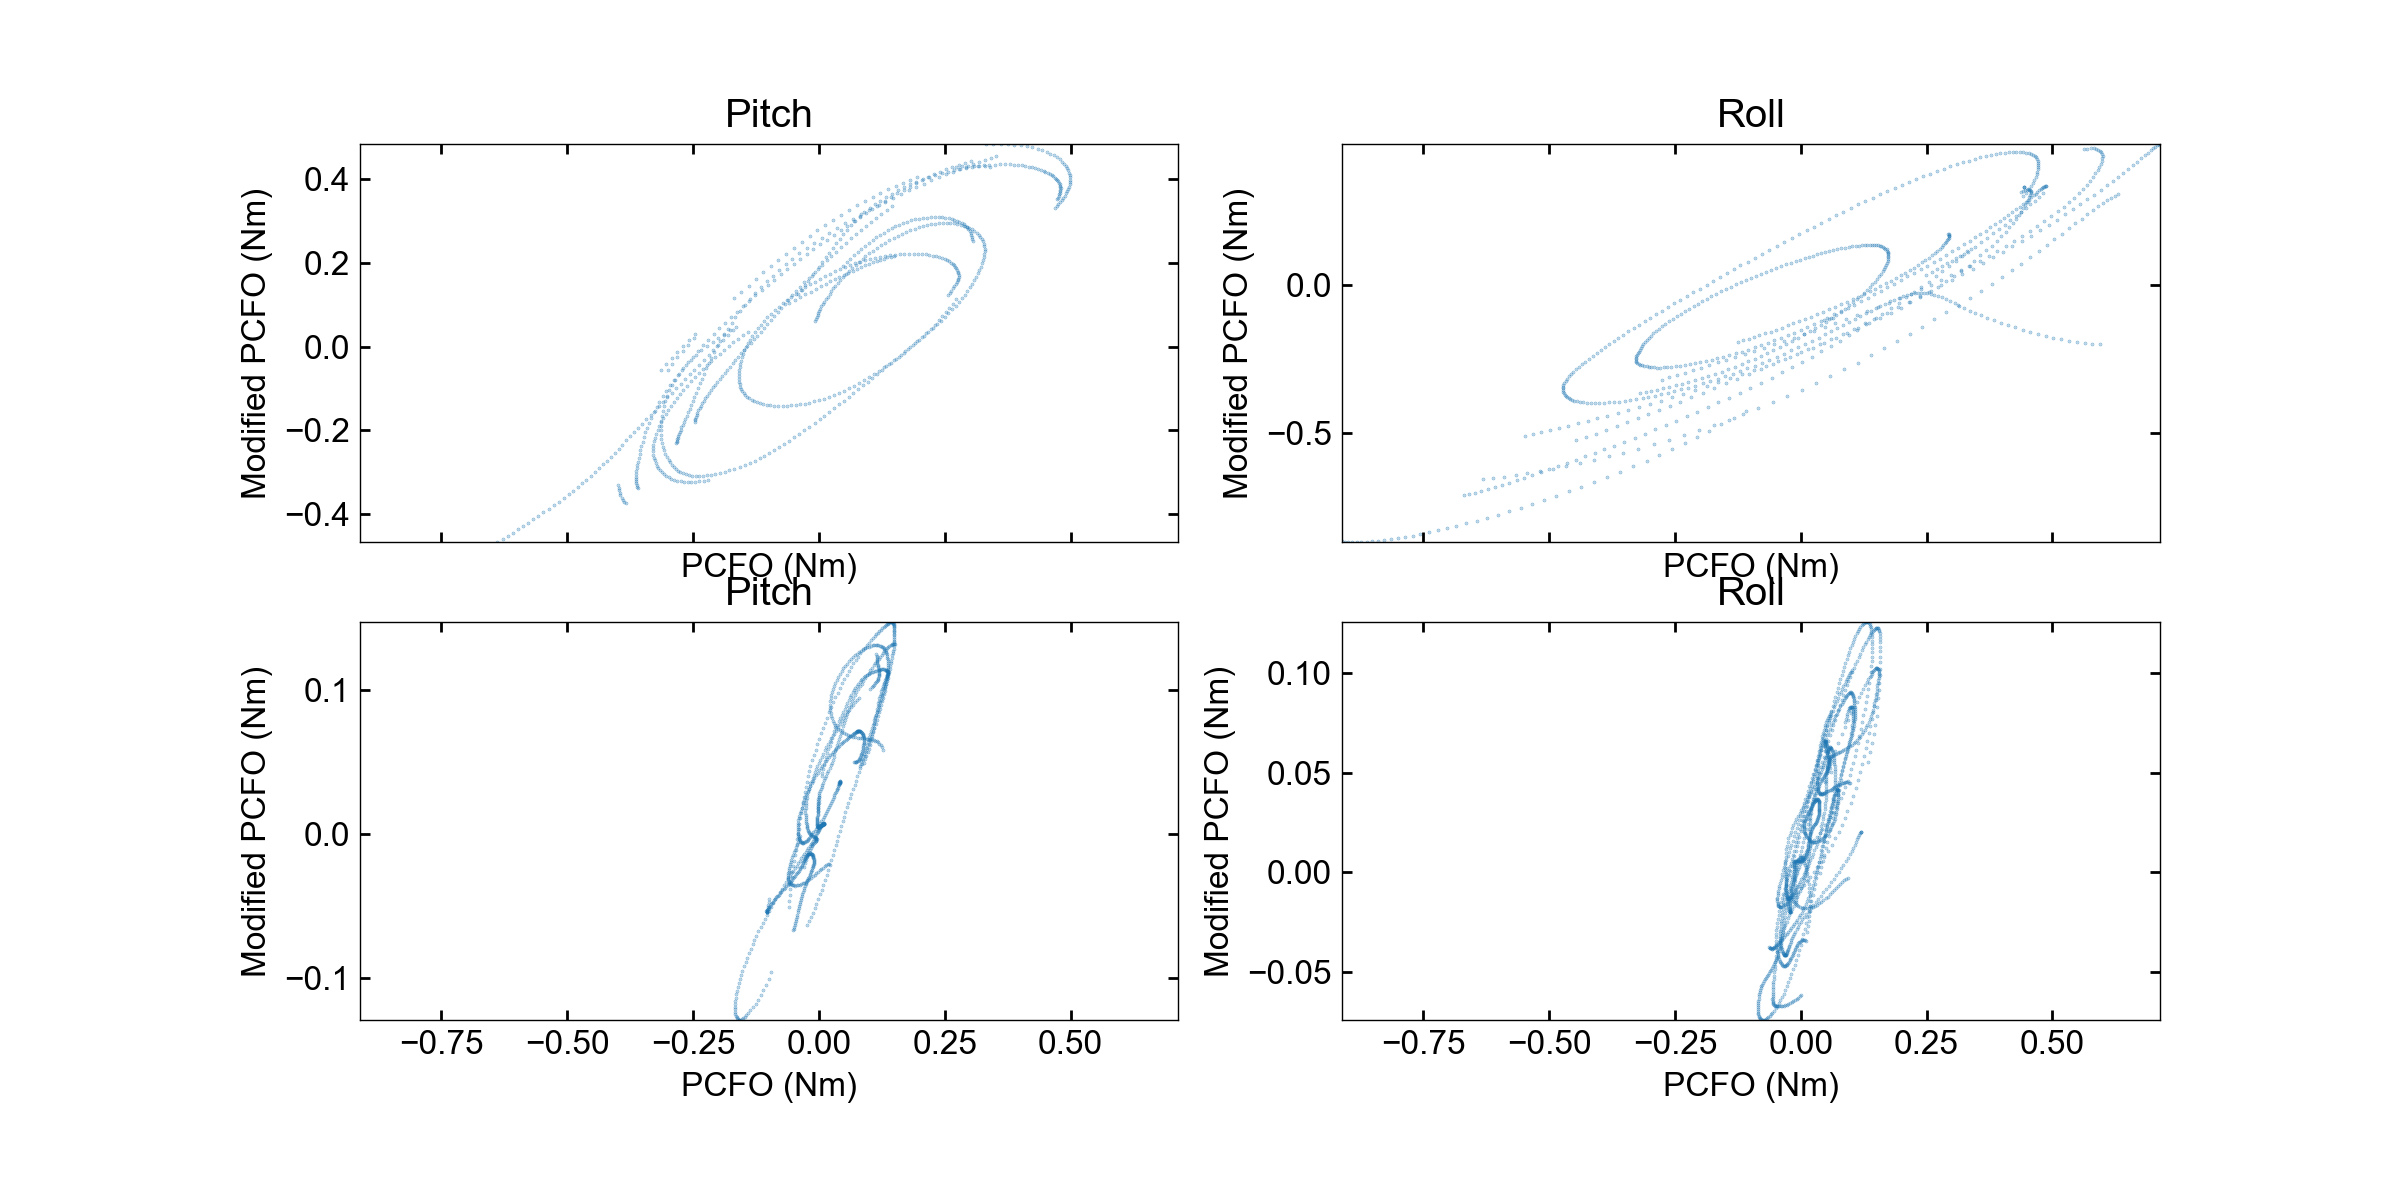 Pitch
Roll
Modified PCFO (Nm)
0.4
0.2
0.0
−0.2
−0.4
PCFO (Nm)
Modified PCFO (Nm)
0.0
−0.5
PCFO (Nm)
Pitch
Roll
Modified PCFO (Nm)
0.1
0.0
−0.1
−0.75 −0.50 −0.25 0.00 0.25 0.50
PCFO (Nm)
Modified PCFO (Nm)
0.10
0.05
0.00
−0.05
−0.75 −0.50 −0.25 0.00 0.25 0.50
PCFO (Nm)